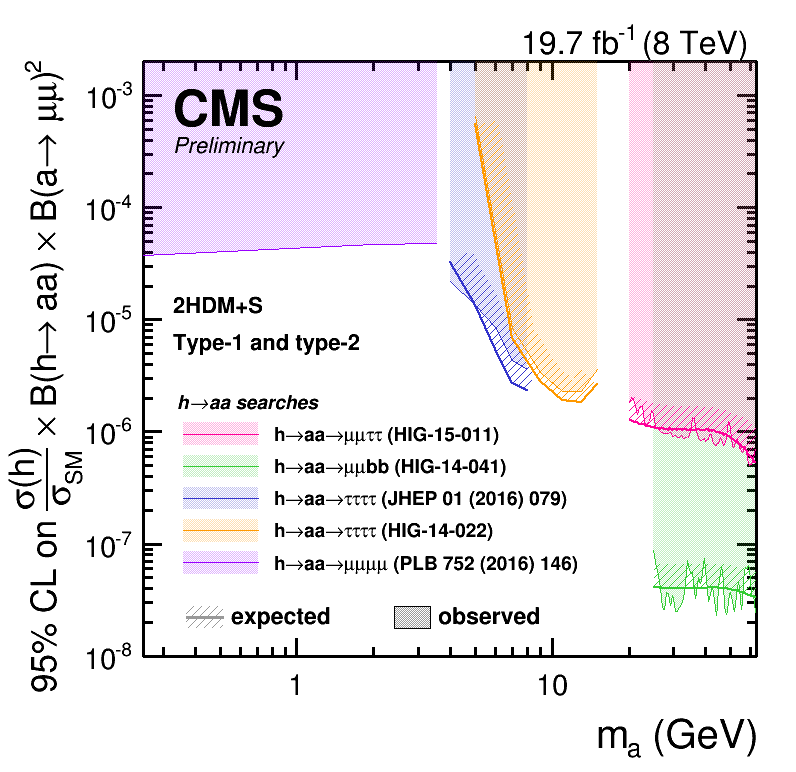 19.7 fb⁻¹ (8 TeV)
CMS
Preliminary
95% CL on σ(h)/σSM × B(h→ aa) × B(a→ μμ)²
10⁻³
10⁻⁴
10⁻⁵
10⁻⁶
10⁻⁷
10⁻⁸
2HDM+S
Type-1 and type-2
h→aa searches
h→aa→μμττ (HIG-15-011)
h→aa→μμbb (HIG-14-041)
h→aa→ττττ (JHEP 01 (2016) 079)
h→aa→ττττ (HIG-14-022)
h→aa→μμμμ (PLB 752 (2016) 146)
expected observed
1 10
mₐ (GeV)